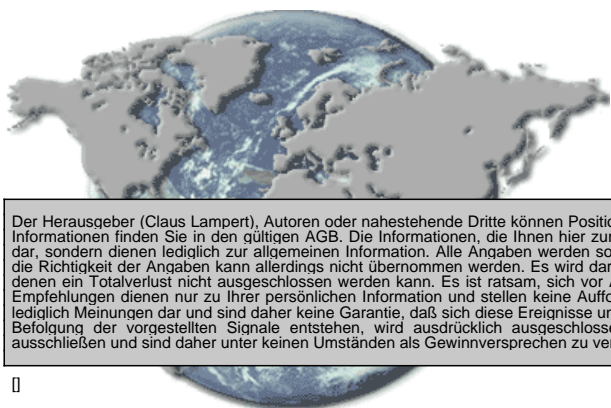 Der Herausgeber (Claus Lampert), Autoren oder nahestehende Dritte können Positio
Informationen finden Sie in den gültigen AGB. Die Informationen, die Ihnen hier zur
dar, sondern dienen lediglich zur allgemeinen Information. Alle Angaben werden so
die Richtigkeit der Angaben kann allerdings nicht übernommen werden. Es wird dar
denen ein Totalverlust nicht ausgeschlossen werden kann. Es ist ratsam, sich vor A
Empfehlungen dienen nur zu Ihrer persönlichen Information und stellen keine Auffo
lediglich Meinungen dar und sind daher keine Garantie, daß sich diese Ereignisse un
Befolgung der vorgestellten Signale entstehen, wird ausdrücklich ausgeschlosse
ausschließen und sind daher unter keinen Umständen als Gewinnversprechen zu ver
[]